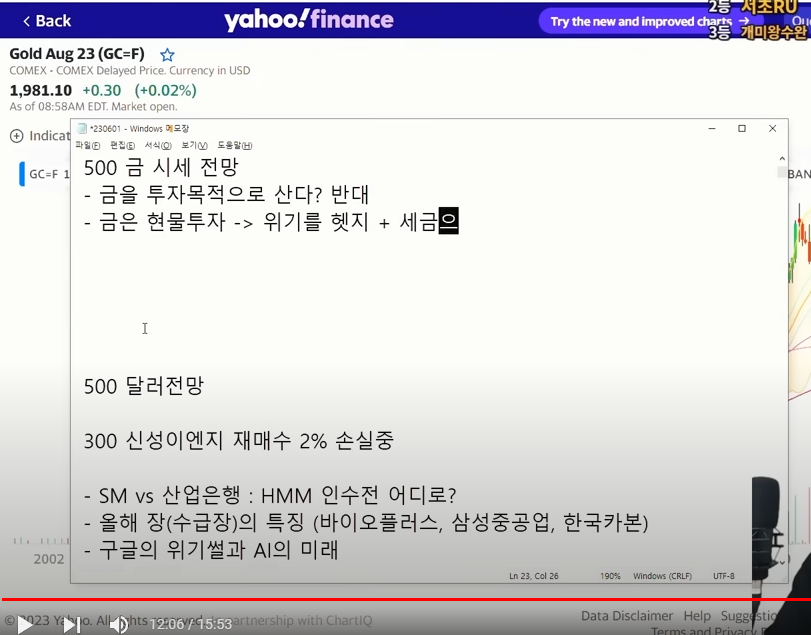 Back
yahoo!finance
Try the new and improved charts →
2등 서초RU
3등 개미왕수완
Gold Aug 23 (GC=F)
COMEX - COMEX Delayed Price. Currency in USD
1,981.10 +0.30 (+0.02%)
As of 08:58AM EDT. Market open.
*230601 - Windows 메모장
파일(F) 편집(E) 서식(O) 보기(V) 도움말(H)
GC=F
500 금 시세 전망
- 금을 투자목적으로 산다? 반대
- 금은 현물투자 -> 위기를 헷지 + 세금으
500 달러전망
300 신성이엔지 재매수 2% 손실중
- SM vs 산업은행 : HMM 인수전 어디로?
- 올해 장(수급장)의 특징 (바이오플러스, 삼성중공업, 한국카본)
- 구글의 위기썰과 AI의 미래
2002
Ln 23, Col 26 190% Windows (CRLF) UTF-8
© 2023 Yahoo. All rights reserved. partnership with ChartIQ
Data Disclaimer Help
Terms and Privacy
12:06 / 15:53